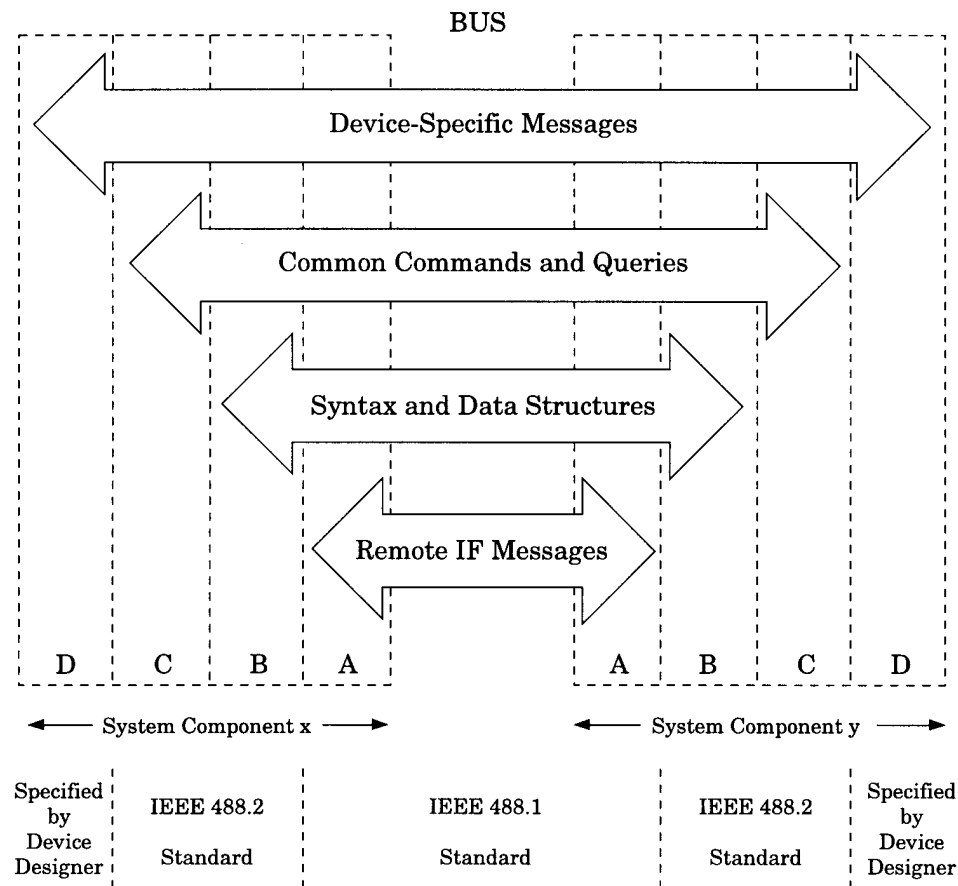 BUS
Device-Specific Messages
Common Commands and Queries
Syntax and Data Structures
Remote IF Messages
D C B A A B C D
System Component x System Component y
Specified by Device Designer
IEEE 488.2 Standard
IEEE 488.1 Standard
IEEE 488.2 Standard
Specified by Device Designer